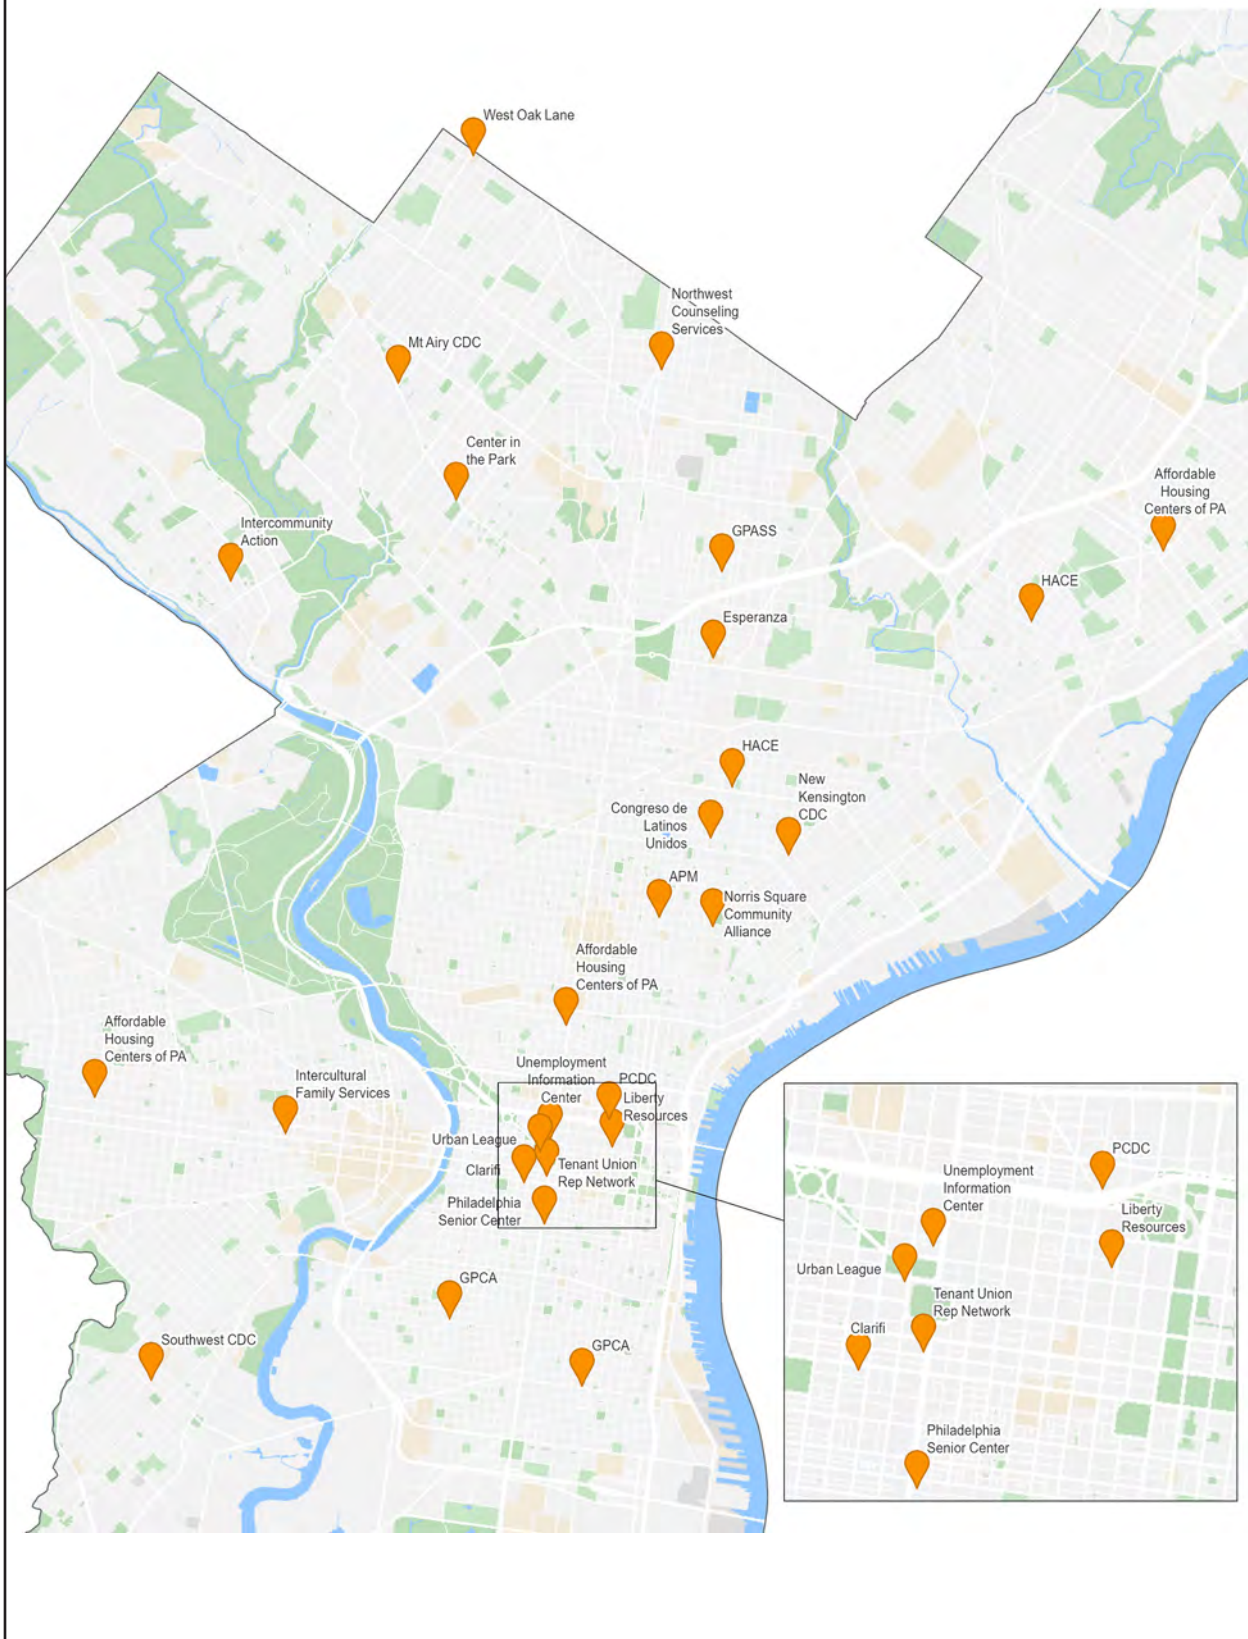 West Oak Lane
Northwest
Counseling
Services
Mt Airy CDC
Center in
the Park
Affordable
Housing
Centers of PA
Intercommunity
Action
GPASS
HACE
Esperanza
HACE
New
Kensington
CDC
Congreso de
Latinos
Unidos
APM
Norris Square
Community
Alliance
Affordable
Housing
Centers of PA
Affordable
Housing
Centers of PA
Intercultural
Family Services
Unemployment
Information
Center
PCDC
Liberty
Resources
Urban League
Clarifi
Tenant Union
Rep Network
Philadelphia
Senior Center
GPCA
GPCA
Southwest CDC
PCDC
Unemployment
Information
Center
Liberty
Resources
Urban League
Tenant Union
Rep Network
Clarifi
Philadelphia
Senior Center